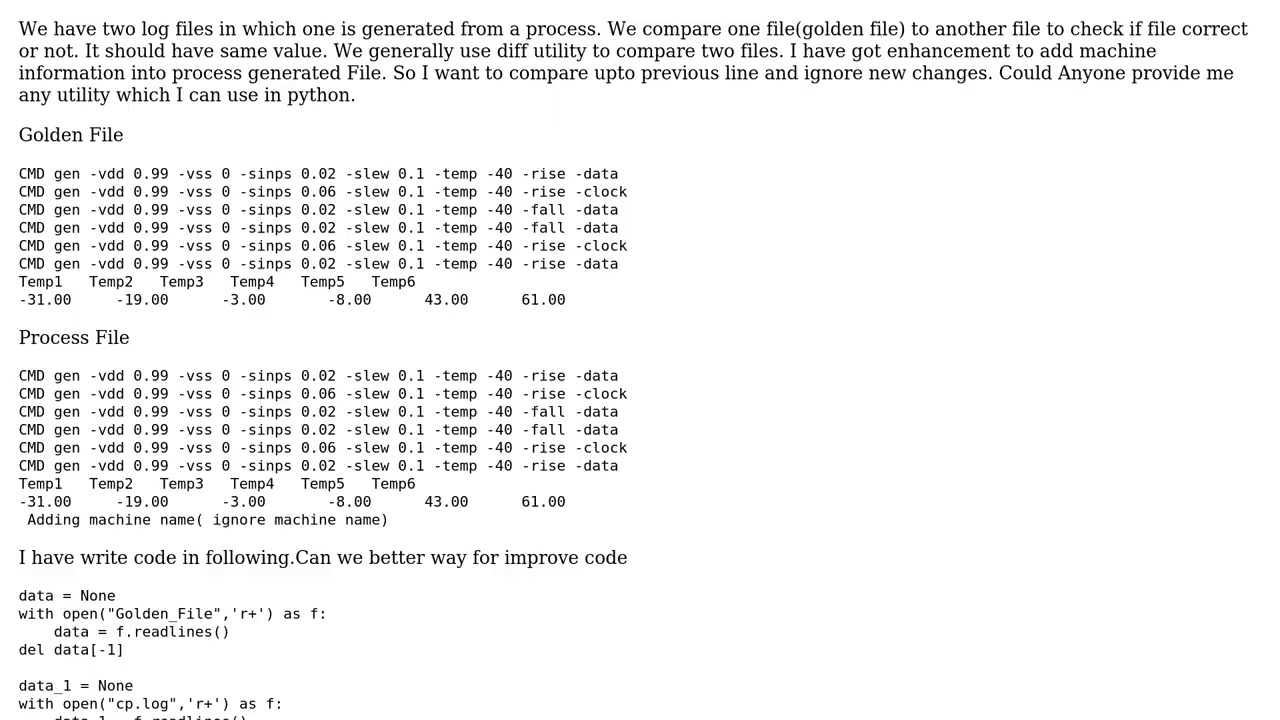 We have two log files in which one is generated from a process. We compare one file(golden file) to another file to check if file correct
or not. It should have same value. We generally use diff utility to compare two files. I have got enhancement to add machine
information into process generated File. So I want to compare upto previous line and ignore new changes. Could Anyone provide me
any utility which I can use in python.
Golden File
CMD gen -vdd 0.99 -vss 0 -sinps 0.02 -slew 0.1 -temp -40 -rise -data
CMD gen -vdd 0.99 -vss 0 -sinps 0.06 -slew 0.1 -temp -40 -rise -clock
CMD gen -vdd 0.99 -vss 0 -sinps 0.02 -slew 0.1 -temp -40 -fall -data
CMD gen -vdd 0.99 -vss 0 -sinps 0.02 -slew 0.1 -temp -40 -fall -data
CMD gen -vdd 0.99 -vss 0 -sinps 0.06 -slew 0.1 -temp -40 -rise -clock
CMD gen -vdd 0.99 -vss 0 -sinps 0.02 -slew 0.1 -temp -40 -rise -data
Temp1   Temp2   Temp3   Temp4   Temp5   Temp6
-31.00     -19.00      -3.00       -8.00      43.00      61.00
Process File
CMD gen -vdd 0.99 -vss 0 -sinps 0.02 -slew 0.1 -temp -40 -rise -data
CMD gen -vdd 0.99 -vss 0 -sinps 0.06 -slew 0.1 -temp -40 -rise -clock
CMD gen -vdd 0.99 -vss 0 -sinps 0.02 -slew 0.1 -temp -40 -fall -data
CMD gen -vdd 0.99 -vss 0 -sinps 0.02 -slew 0.1 -temp -40 -fall -data
CMD gen -vdd 0.99 -vss 0 -sinps 0.06 -slew 0.1 -temp -40 -rise -clock
CMD gen -vdd 0.99 -vss 0 -sinps 0.02 -slew 0.1 -temp -40 -rise -data
Temp1   Temp2   Temp3   Temp4   Temp5   Temp6
-31.00     -19.00      -3.00       -8.00      43.00      61.00
 Adding machine name( ignore machine name)
I have write code in following.Can we better way for improve code
data = None
with open("Golden_File",'r+') as f:
    data = f.readlines()
del data[-1]
data_1 = None
with open("cp.log",'r+') as f: